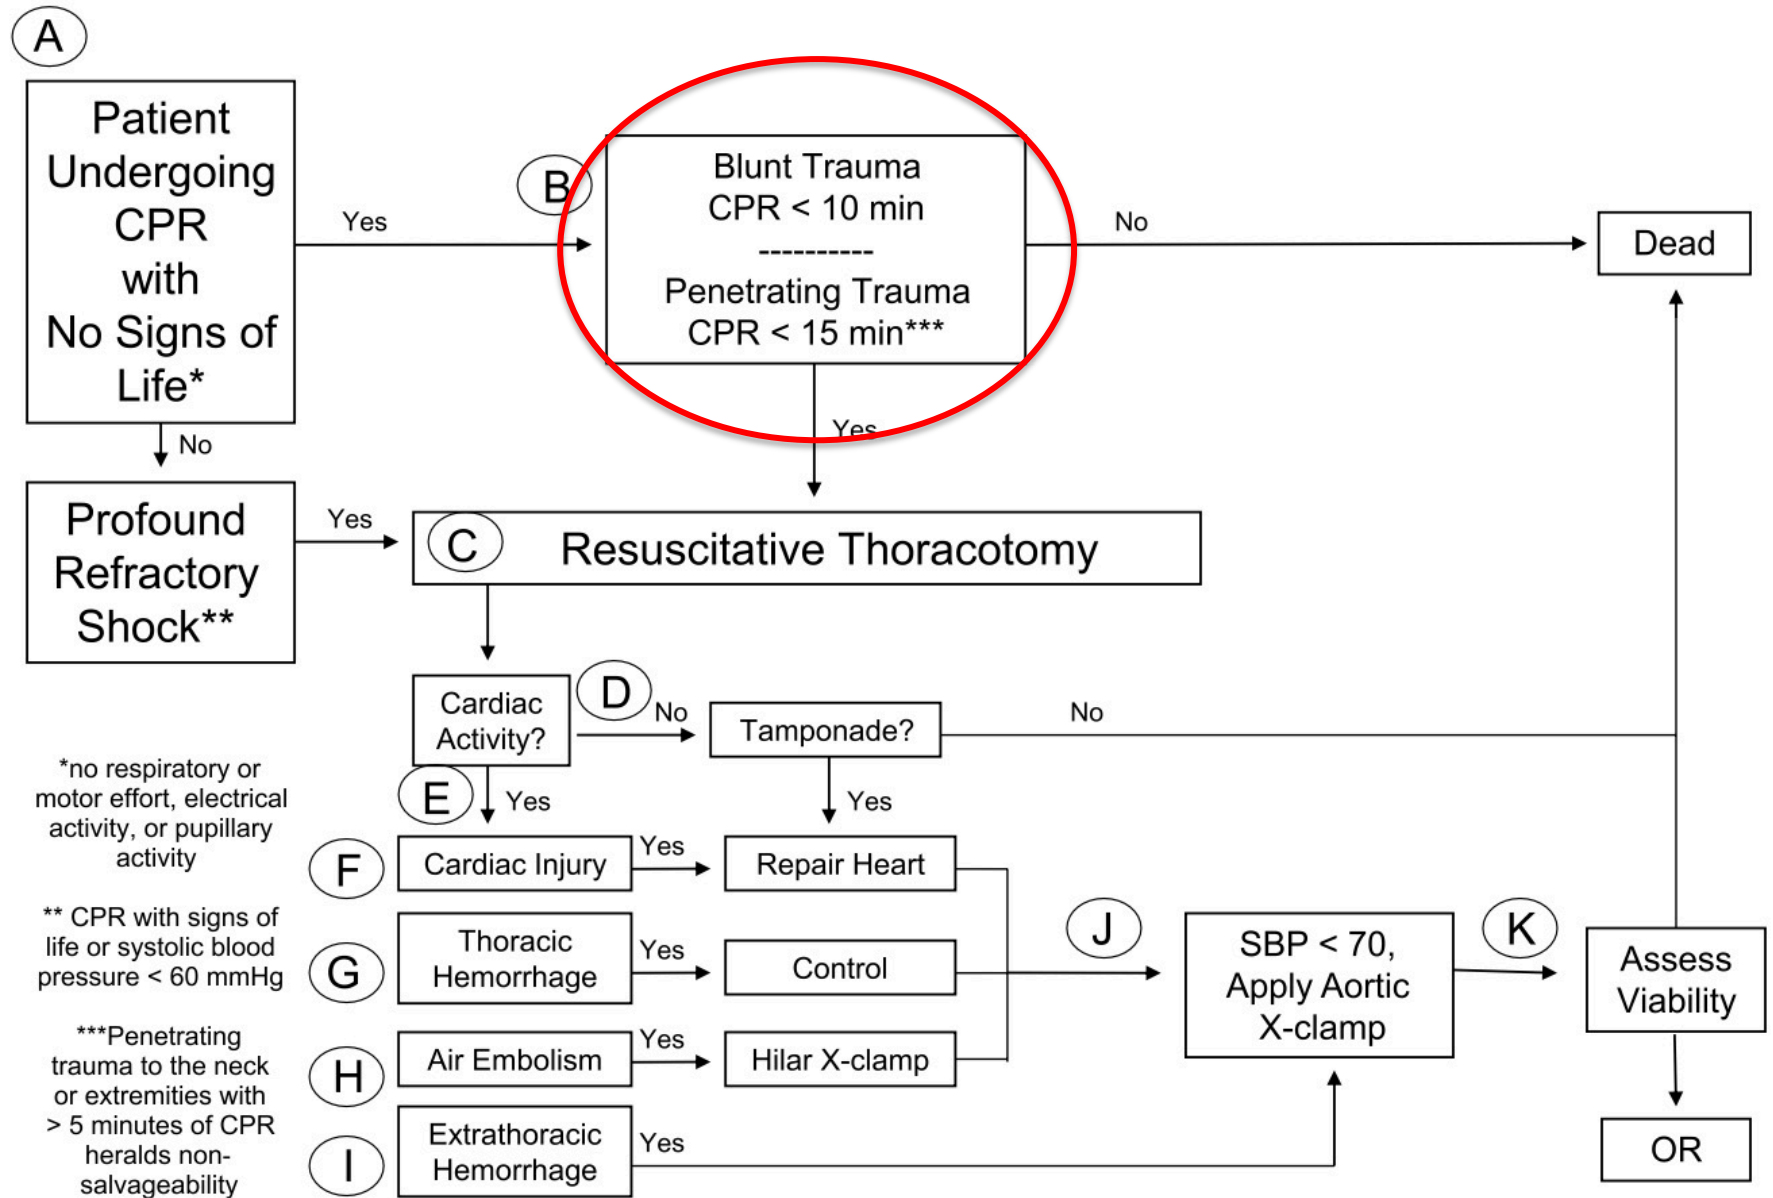 A
Patient
Undergoing
CPR
with
No Signs of
Life*
Yes
B
Blunt Trauma
CPR < 10 min
----------
Penetrating Trauma
CPR < 15 min***
No
Dead
No
Yes
Profound
Refractory
Shock**
Yes
C
Resuscitative Thoracotomy
Cardiac
Activity?
D
No
Tamponade?
No
E
Yes
Yes
*no respiratory or
motor effort, electrical
activity, or pupillary
activity
F
Cardiac Injury
Yes
Repair Heart
** CPR with signs of
life or systolic blood
pressure < 60 mmHg
G
Thoracic
Hemorrhage
Yes
Control
J
SBP < 70,
Apply Aortic
X-clamp
K
Assess
Viability
***Penetrating
trauma to the neck
or extremities with
> 5 minutes of CPR
heralds non-
salvageability
H
Air Embolism
Yes
Hilar X-clamp
I
Extrathoracic
Hemorrhage
Yes
OR